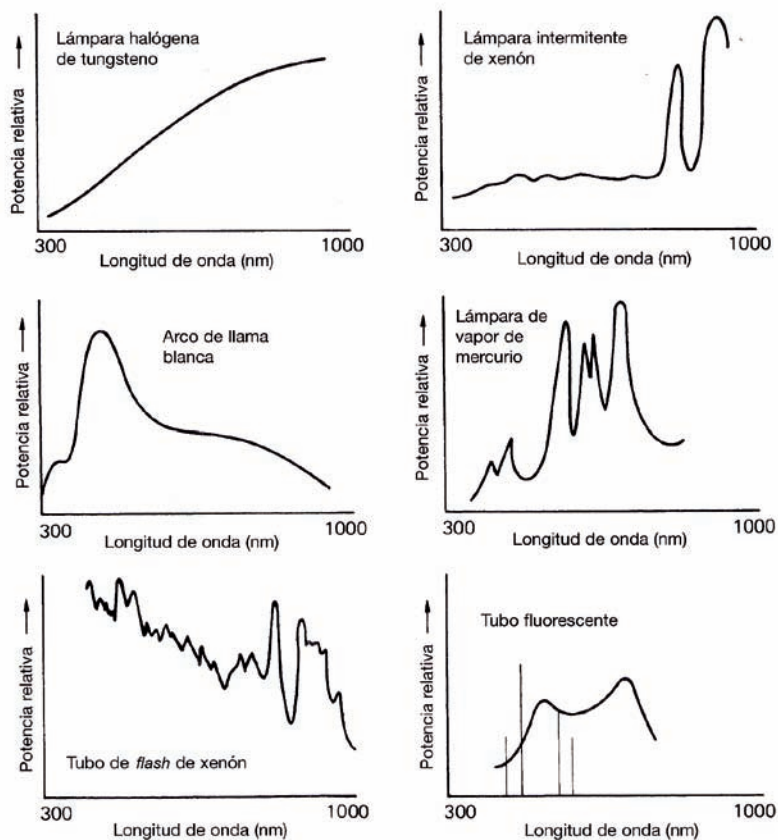 Potencia relativa
Lámpara halógena
de tungsteno
300
1000
Longitud de onda (nm)
Potencia relativa
Lámpara intermitente
de xenón
300
1000
Longitud de onda (nm)
Potencia relativa
Arco de llama
blanca
300
1000
Longitud de onda (nm)
Potencia relativa
Lámpara de
vapor de
mercurio
300
1000
Longitud de onda (nm)
Potencia relativa
Tubo de flash de xenón
300
1000
Longitud de onda (nm)
Potencia relativa
Tubo fluorescente
300
1000
Longitud de onda (nm)